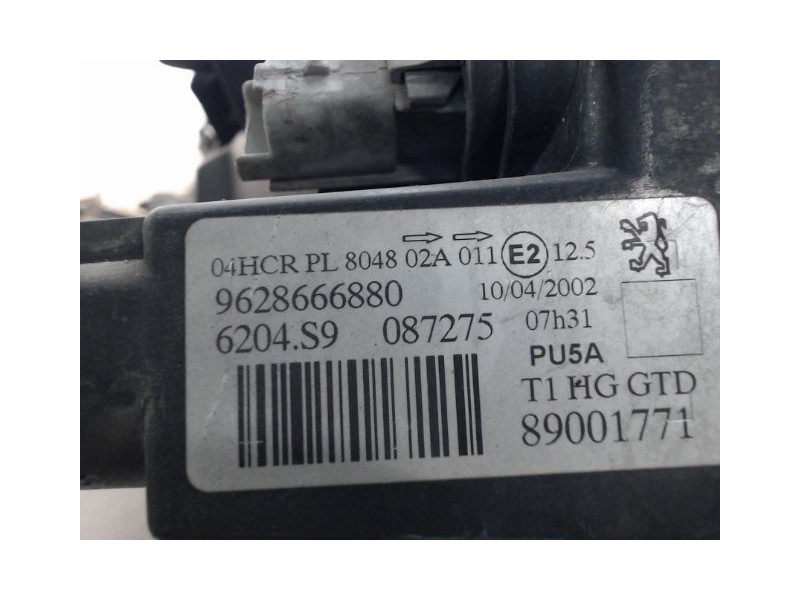 04HCR PL 8048 02A 011 E2 12.5
9628666880 10/04/2002
6204.S9 087275 07h31
PU5A
T1 HG GTD
89001771